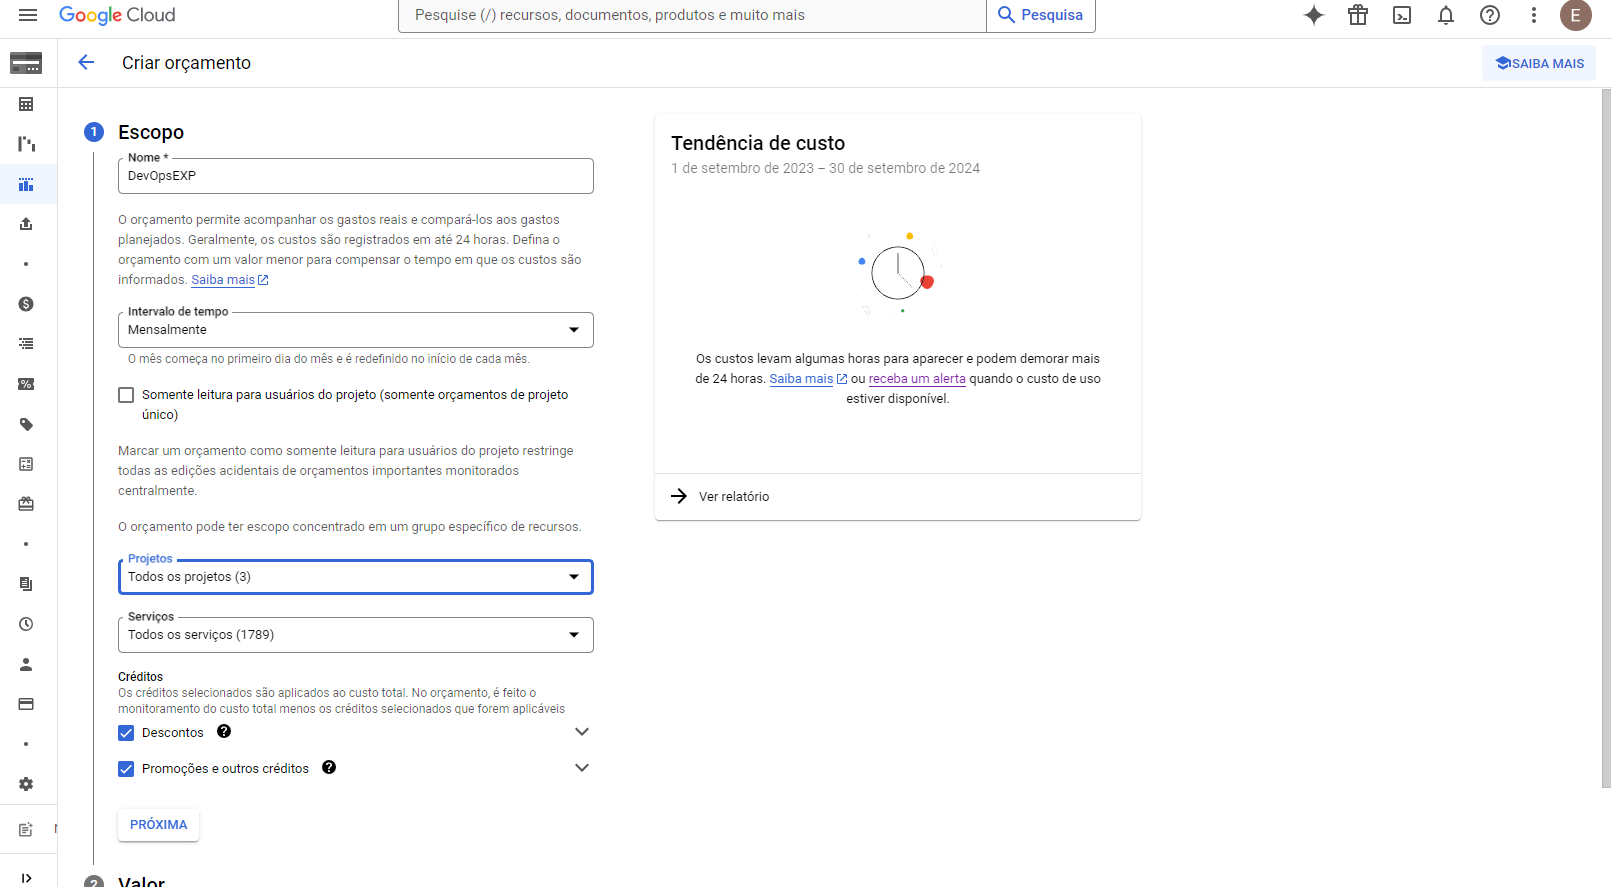 Google Cloud
Pesquise (/) recursos, documentos, produtos e muito mais
Pesquisa
E
Criar orçamento
SAIBA MAIS
1
Escopo
Nome *
DevOpsEXP
O orçamento permite acompanhar os gastos reais e compará-los aos gastos
planejados. Geralmente, os custos são registrados em até 24 horas. Defina o
orçamento com um valor menor para compensar o tempo em que os custos são
informados. Saiba mais
Intervalo de tempo
Mensalmente
O mês começa no primeiro dia do mês e é redefinido no início de cada mês.
Somente leitura para usuários do projeto (somente orçamentos de projeto
único)
Marcar um orçamento como somente leitura para usuários do projeto restringe
todas as edições acidentais de orçamentos importantes monitorados
centralmente.
O orçamento pode ter escopo concentrado em um grupo específico de recursos.
Projetos
Todos os projetos (3)
Serviços
Todos os serviços (1789)
Créditos
Os créditos selecionados são aplicados ao custo total. No orçamento, é feito o
monitoramento do custo total menos os créditos selecionados que forem aplicáveis
Descontos
Promoções e outros créditos
PRÓXIMA
2
Valor
Tendência de custo
1 de setembro de 2023 – 30 de setembro de 2024
Os custos levam algumas horas para aparecer e podem demorar mais
de 24 horas. Saiba mais ou receba um alerta quando o custo de uso
estiver disponível.
Ver relatório